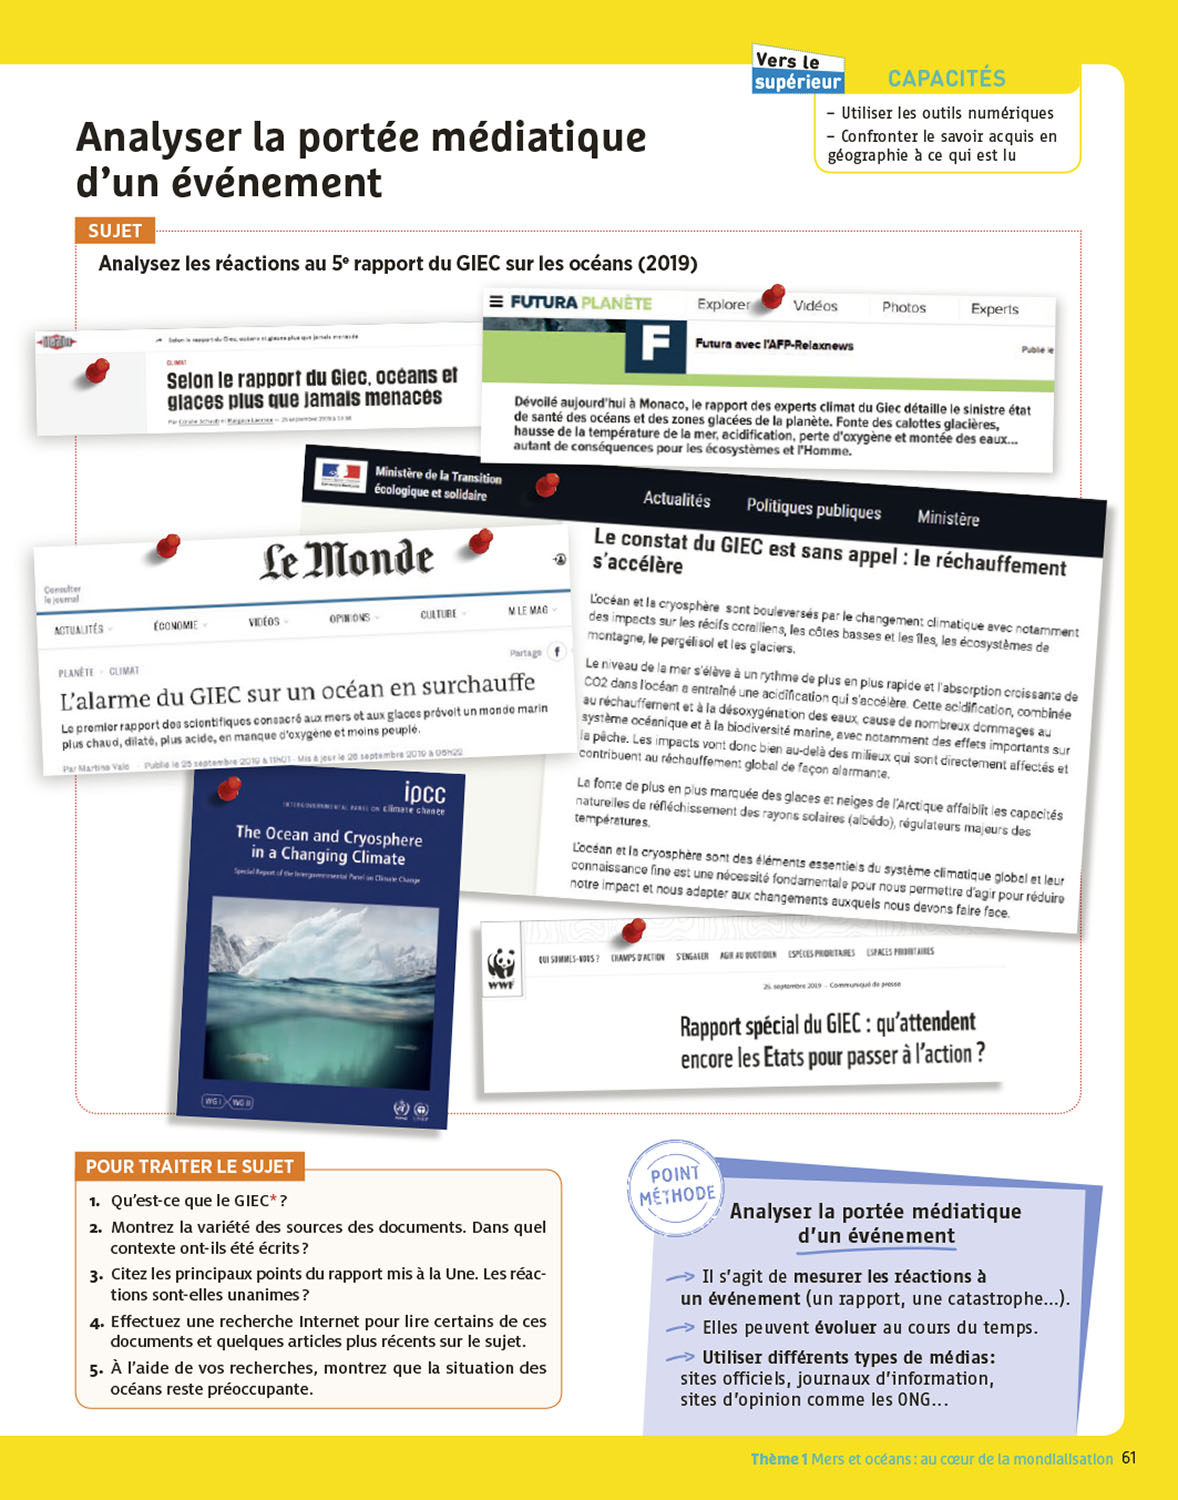 Vers le
supérieur
CAPACITÉS
– Utiliser les outils numériques
– Confronter le savoir acquis en
géographie à ce qui est lu
Analyser la portée médiatique
d’un événement
SUJET
Analysez les réactions au 5e rapport du GIEC sur les océans (2019)
Selon le rapport du Giec, océans et glaces plus que jamais menacés
CLIMAT
Selon le rapport du Giec, océans et
glaces plus que jamais menacés
Par Coralie Schaub et Margaux Lacroux — 25 septembre 2019 à
FUTURA PLANÈTE
Explorer
Vidéos
Photos
Experts
F
Futura avec l'AFP-Relaxnews
Publié le
Dévoilé aujourd'hui à Monaco, le rapport des experts climat du Giec détaille le sinistre état
de santé des océans et des zones glacées de la planète. Fonte des calottes glacières,
hausse de la température de la mer, acidification, perte d'oxygène et montée des eaux...
autant de conséquences pour les écosystèmes et l'Homme.
Ministère de la Transition
écologique et solidaire
Actualités
Politiques publiques
Ministère
Le constat du GIEC est sans appel : le réchauffement
s’accélère
L'océan et la cryosphère sont bouleversés par le changement climatique avec notamment
des impacts sur les récifs coralliens, les côtes basses et les îles, les écosystèmes de
montagne, le pergélisol et les glaciers.
Le niveau de la mer s'élève à un rythme de plus en plus rapide et l'absorption croissante de
CO2 dans l'océan a entraîné une acidification qui s'accélère. Cette acidification, combinée
au réchauffement et à la désoxygénation des eaux, cause de nombreux dommages au
système océanique et à la biodiversité marine, avec notamment des effets importants sur
la pêche. Les impacts vont donc bien au-delà des milieux qui sont directement affectés et
contribuent au réchauffement global de façon alarmante.
La fonte de plus en plus marquée des glaces et neiges de l'Arctique affaiblit les capacités
naturelles de réfléchissement des rayons solaires (albédo), régulateurs majeurs des
températures.
L'océan et la cryosphère sont des éléments essentiels du système climatique global et leur
connaissance fine est une nécessité fondamentale pour nous permettre d'agir pour réduire
notre impact et nous adapter aux changements auxquels nous devons faire face.
Le Monde
Consulter
le journal
ACTUALITÉS
ÉCONOMIE
VIDÉOS
OPINIONS
CULTURE
M LE MAG
PLANÈTE · CLIMAT
Partage
f
L’alarme du GIEC sur un océan en surchauffe
Le premier rapport des scientifiques consacré aux mers et aux glaces prévoit un monde marin
plus chaud, dilaté, plus acide, en manque d'oxygène et moins peuplé.
Par Martine Valo · Publié le 25 septembre 2019 à 11h01 - Mis à jour le 26 septembre 2019 à 06h22
ipcc
INTERGOVERNMENTAL PANEL ON climate change
The Ocean and Cryosphere
in a Changing Climate
Special Report of the Intergovernmental Panel on Climate Change
WG I
WG II
WWF
QUI SOMMES-NOUS ?
CHAMPS D'ACTION
S'ENGAGER
AGIR AU QUOTIDIEN
ESPÈCES PRIORITAIRES
ESPACES PRIORITAIRES
25. septembre 2019 – Communiqué de presse
Rapport spécial du GIEC : qu’attendent
encore les Etats pour passer à l’action ?
POUR TRAITER LE SUJET
1. Qu’est-ce que le GIEC* ?
2. Montrez la variété des sources des documents. Dans quel
contexte ont-ils été écrits ?
3. Citez les principaux points du rapport mis à la Une. Les réac-
tions sont-elles unanimes ?
4. Effectuez une recherche Internet pour lire certains de ces
documents et quelques articles plus récents sur le sujet.
5. À l’aide de vos recherches, montrez que la situation des
océans reste préoccupante.
POINT
MÉTHODE
Analyser la portée médiatique
d’un événement
→ Il s’agit de mesurer les réactions à
un événement (un rapport, une catastrophe…).
→ Elles peuvent évoluer au cours du temps.
→ Utiliser différents types de médias :
sites officiels, journaux d’information,
sites d’opinion comme les ONG…
Thème 1 Mers et océans : au cœur de la mondialisation 61